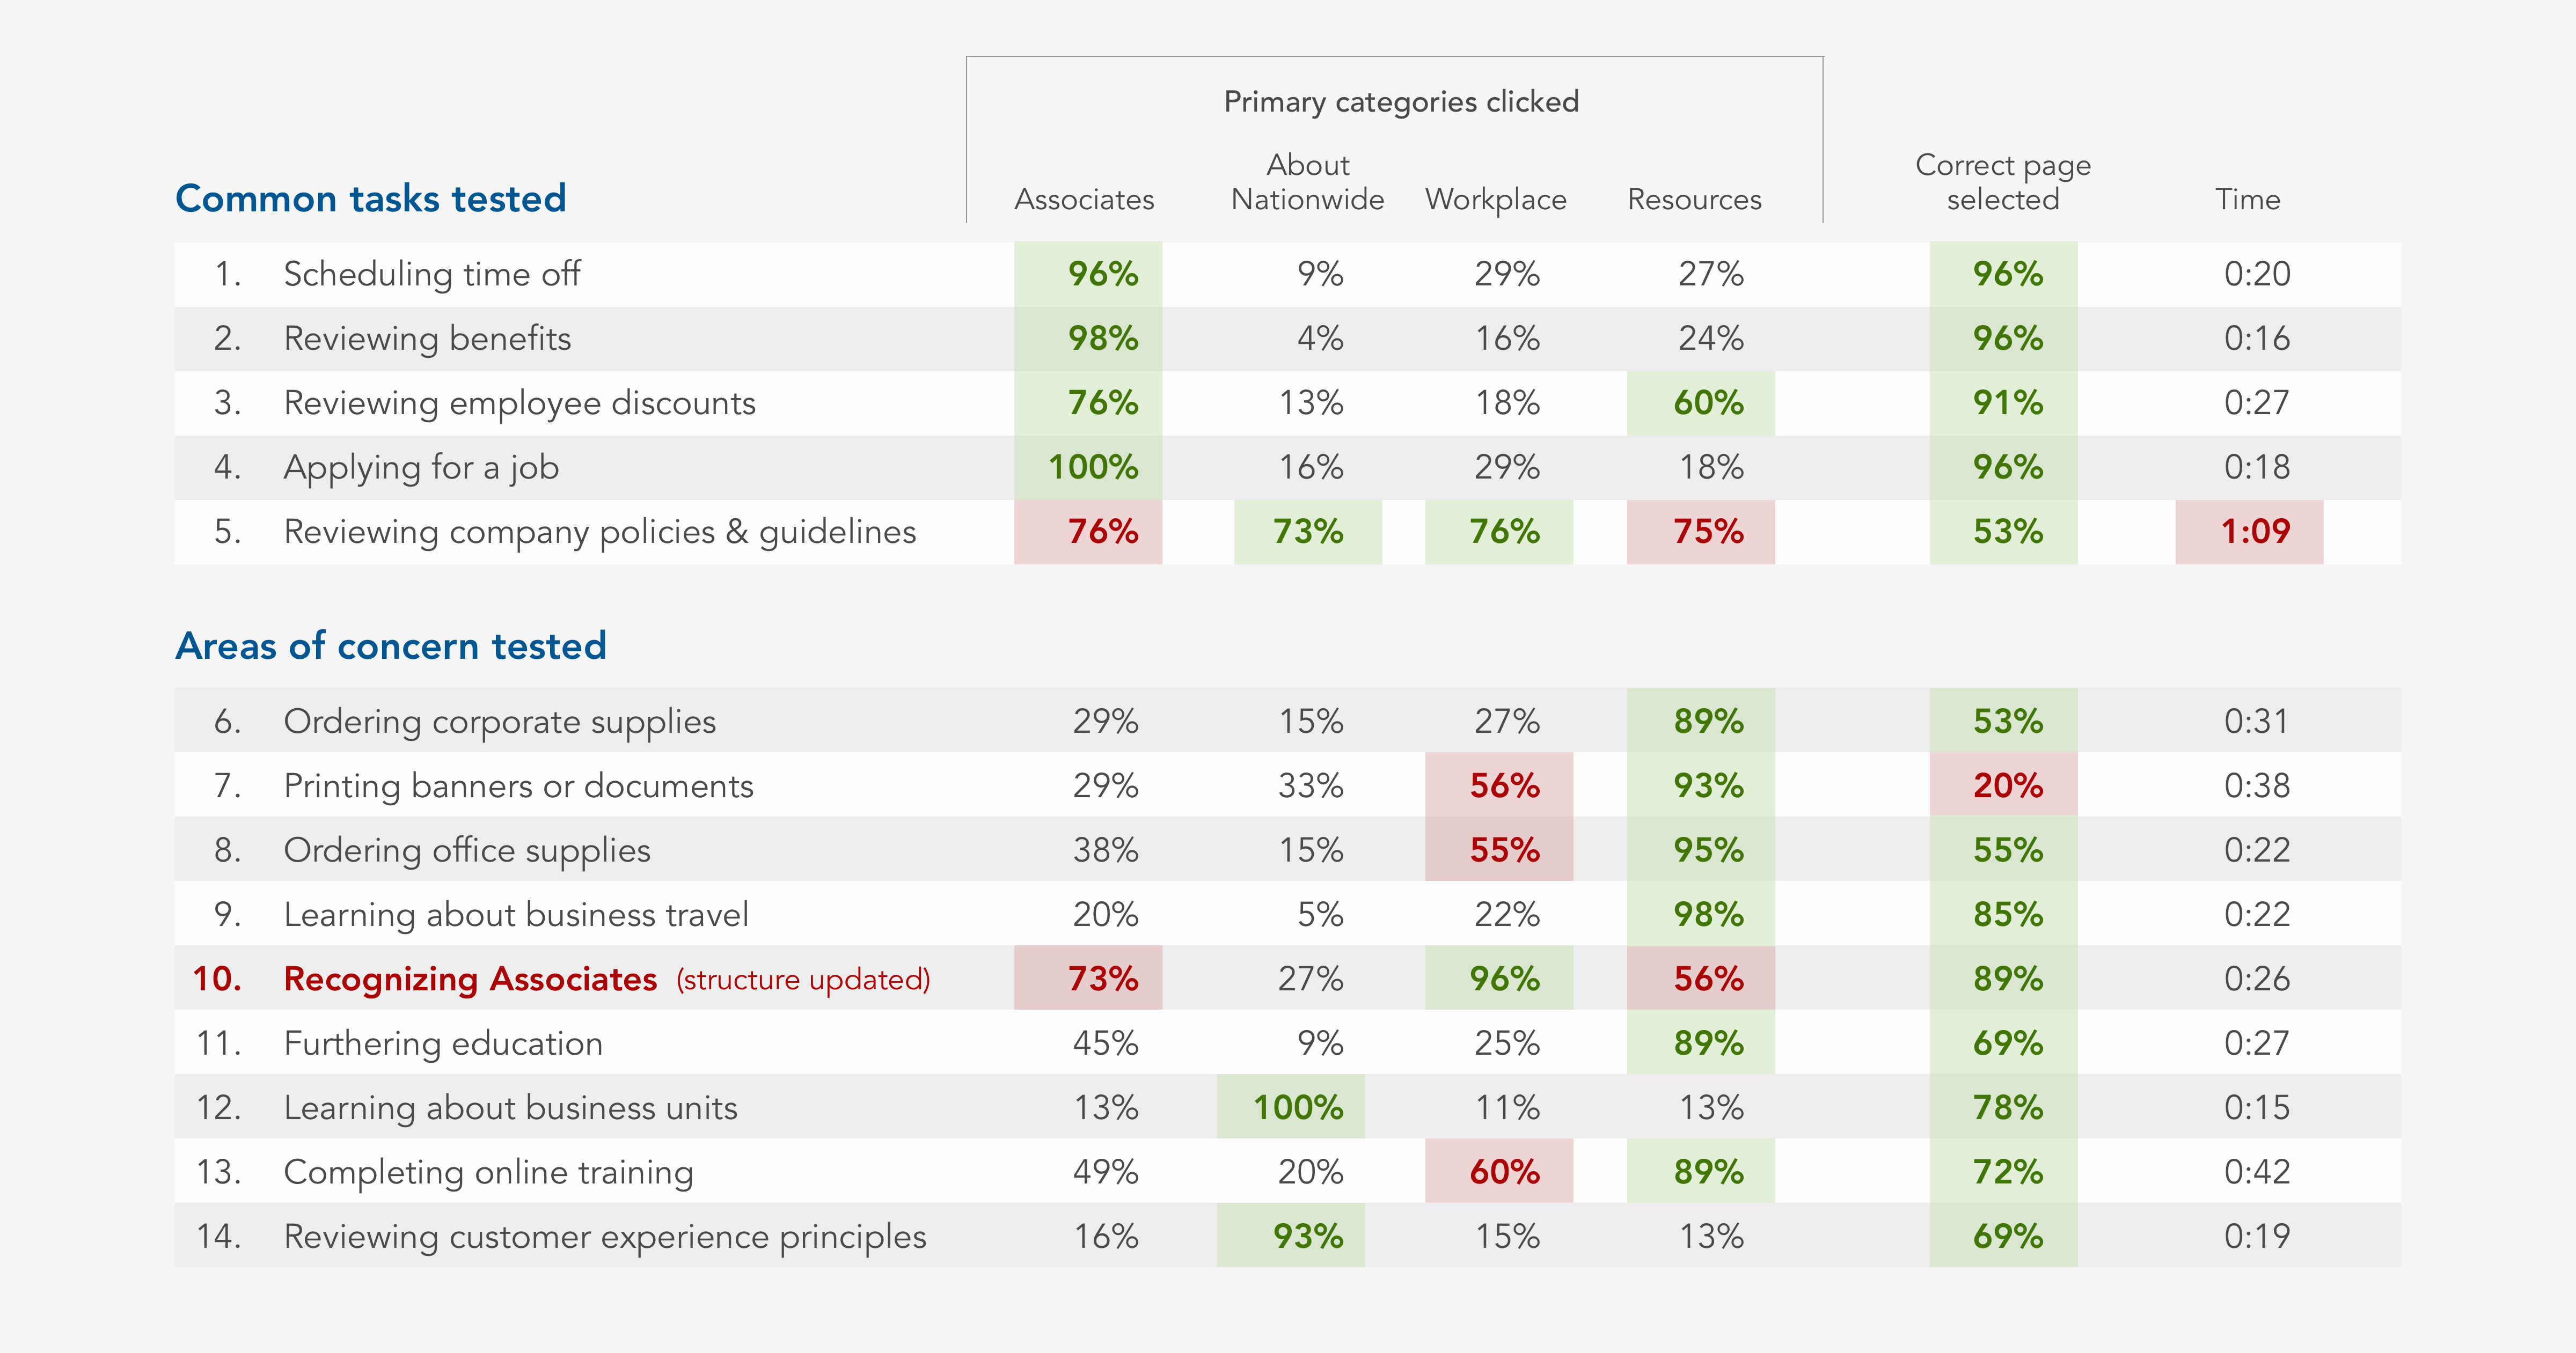 Primary categories clicked
Common tasks tested Associates About Nationwide Workplace Resources Correct page selected Time
1. Scheduling time off 96% 9% 29% 27% 96% 0:20
2. Reviewing benefits 98% 4% 16% 24% 96% 0:16
3. Reviewing employee discounts 76% 13% 18% 60% 91% 0:27
4. Applying for a job 100% 16% 29% 18% 96% 0:18
5. Reviewing company policies & guidelines 76% 73% 76% 75% 53% 1:09
Areas of concern tested
6. Ordering corporate supplies 29% 15% 27% 89% 53% 0:31
7. Printing banners or documents 29% 33% 56% 93% 20% 0:38
8. Ordering office supplies 38% 15% 55% 95% 55% 0:22
9. Learning about business travel 20% 5% 22% 98% 85% 0:22
10. Recognizing Associates (structure updated) 73% 27% 96% 56% 89% 0:26
11. Furthering education 45% 9% 25% 89% 69% 0:27
12. Learning about business units 13% 100% 11% 13% 78% 0:15
13. Completing online training 49% 20% 60% 89% 72% 0:42
14. Reviewing customer experience principles 16% 93% 15% 13% 69% 0:19